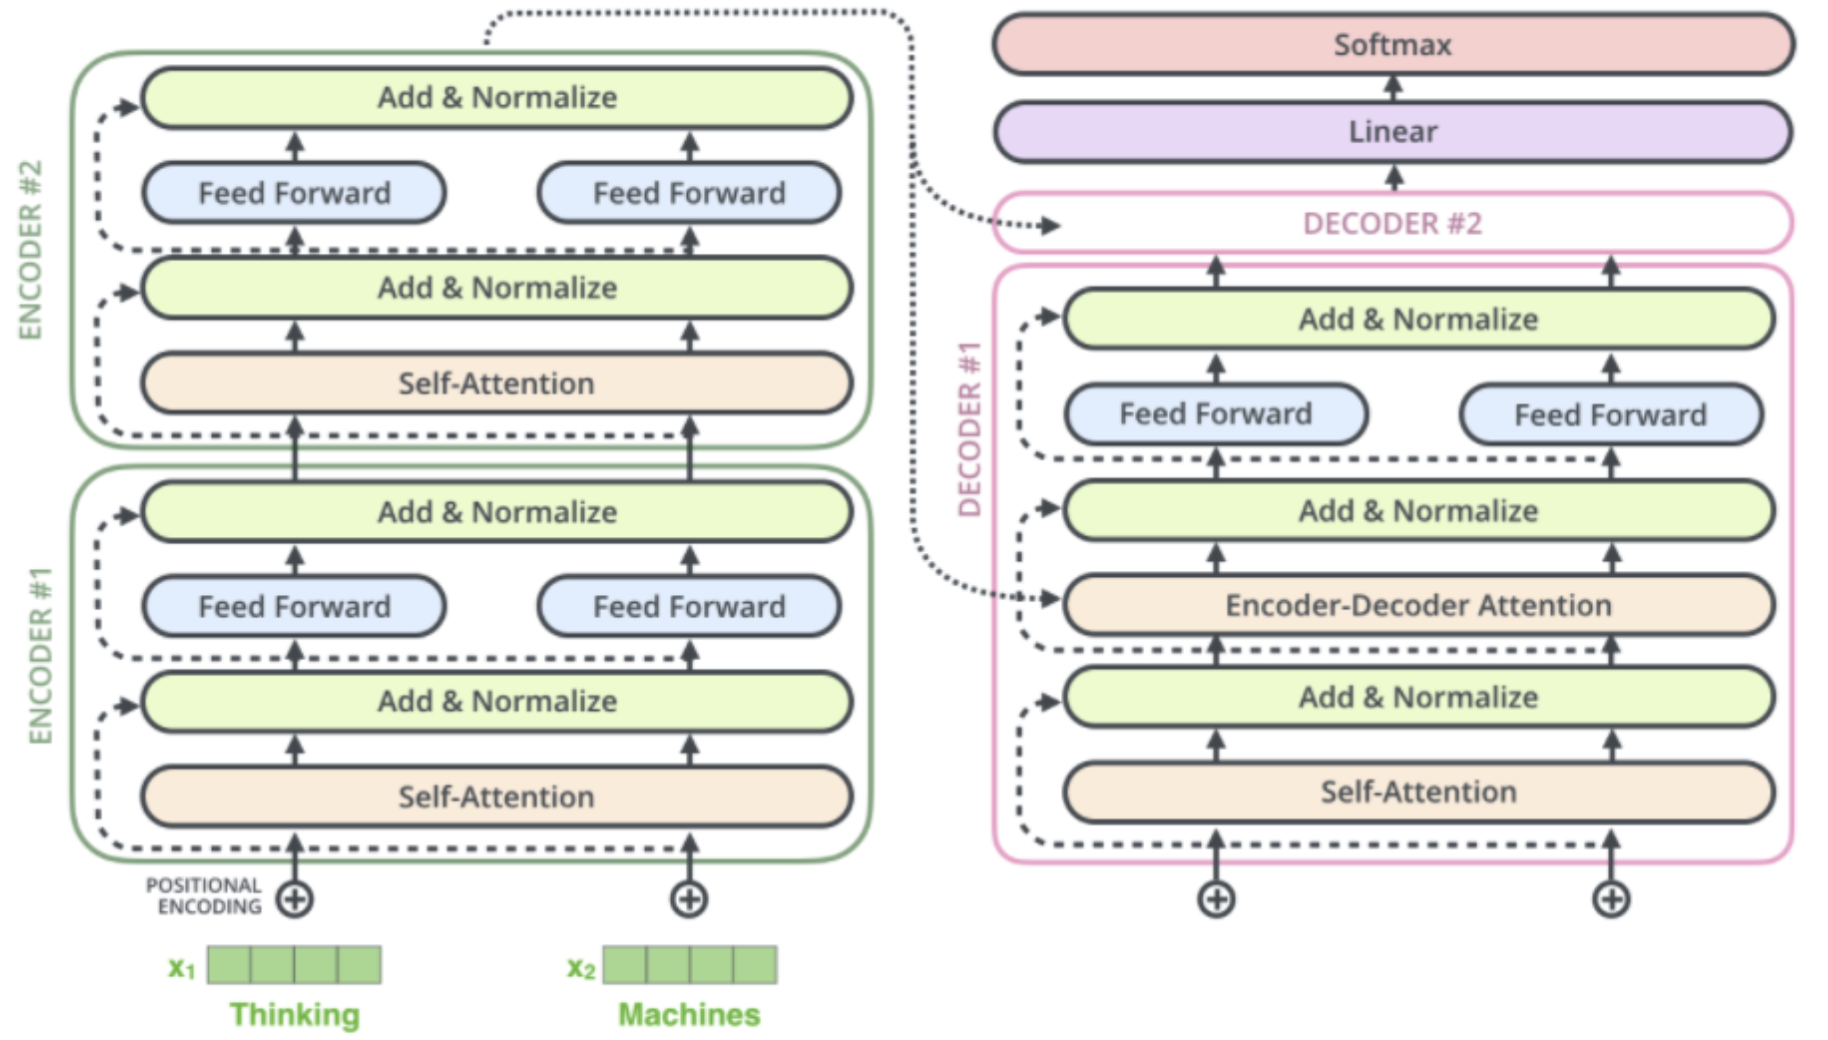 ENCODER #2
Add & Normalize
Feed Forward
Feed Forward
Add & Normalize
Self-Attention
ENCODER #1
Add & Normalize
Feed Forward
Feed Forward
Add & Normalize
Self-Attention
POSITIONAL
ENCODING
x₁
x₂
Thinking
Machines
Softmax
Linear
DECODER #2
DECODER #1
Add & Normalize
Feed Forward
Feed Forward
Add & Normalize
Encoder-Decoder Attention
Add & Normalize
Self-Attention